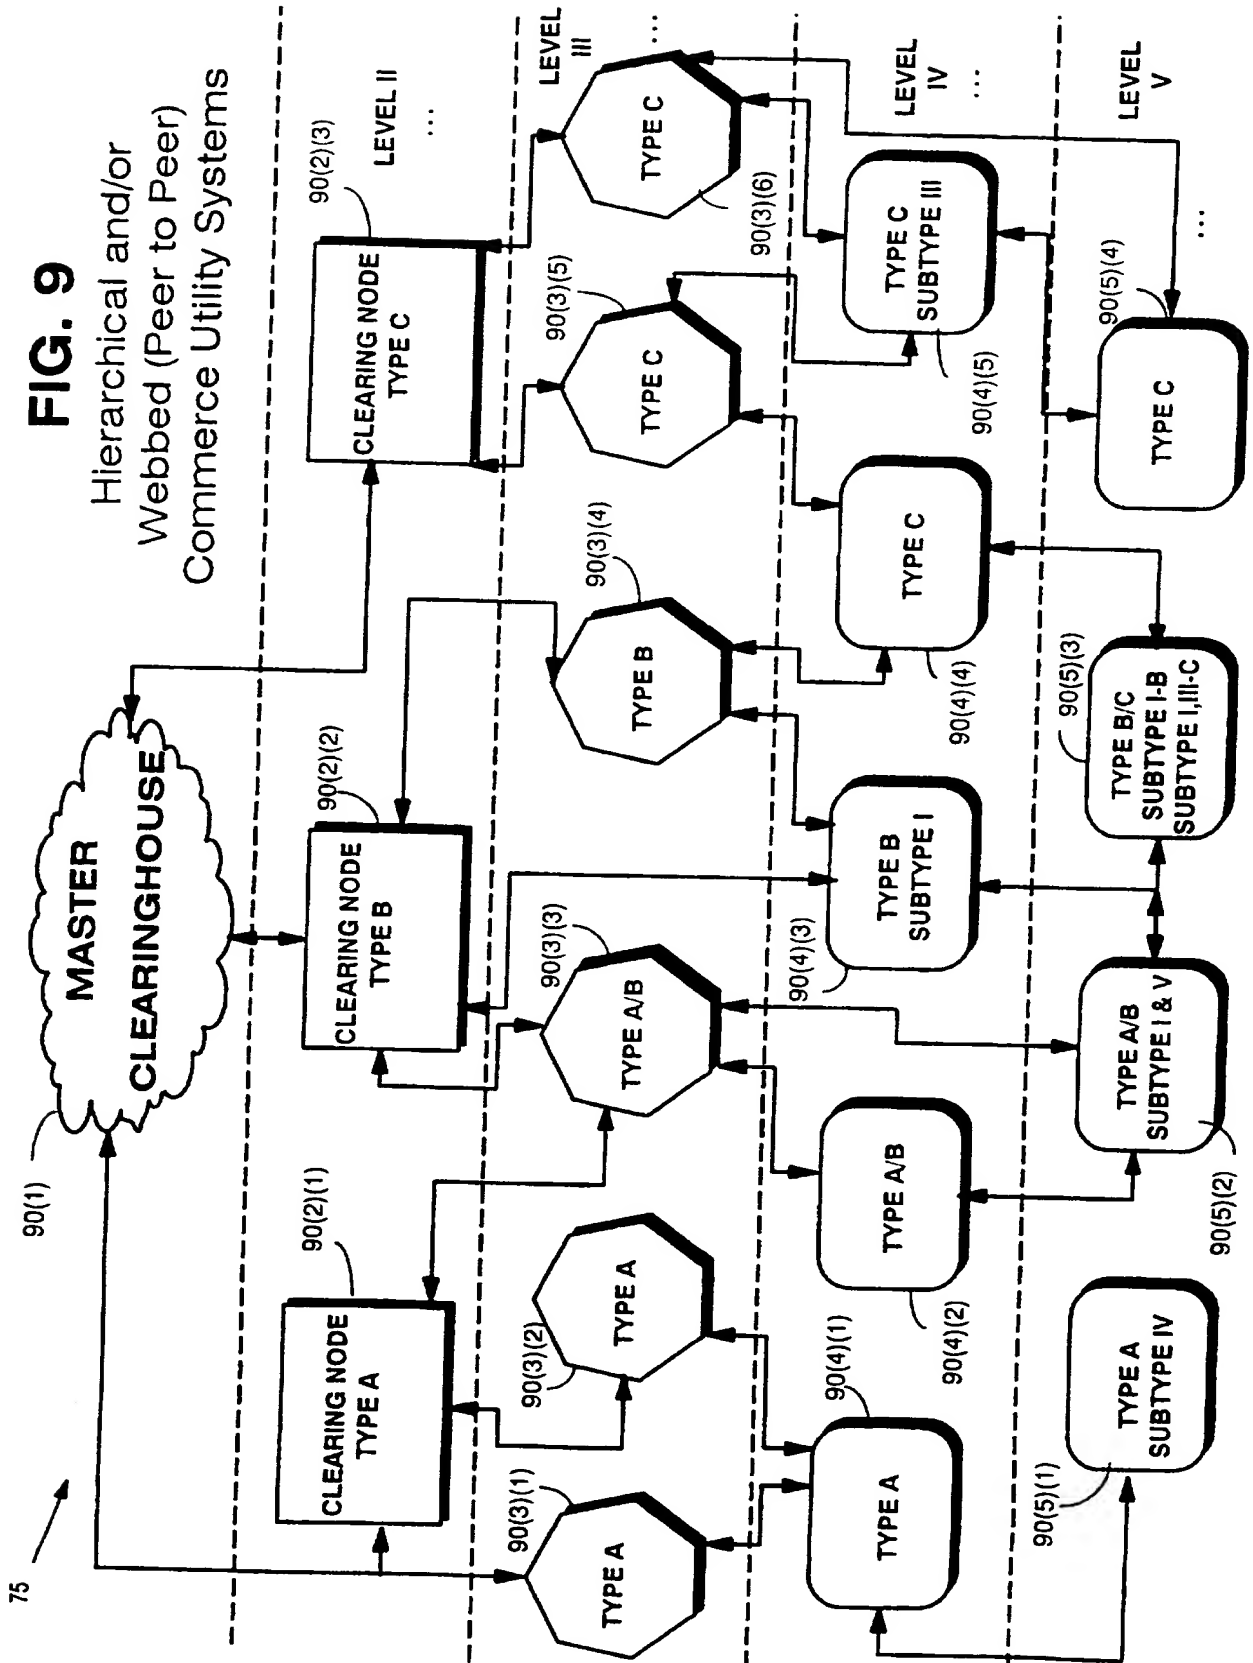 FIG. 9
Hierarchical and/or
Webbed (Peer to Peer)
Commerce Utility Systems
75
90(1)
MASTER
CLEARINGHOUSE
LEVEL II
...
90(2)(1)
CLEARING NODE
TYPE A
90(2)(2)
CLEARING NODE
TYPE B
90(2)(3)
CLEARING NODE
TYPE C
LEVEL
III
...
90(3)(1)
TYPE A
90(3)(2)
TYPE A
90(3)(3)
TYPE A/B
90(3)(4)
TYPE B
90(3)(5)
TYPE C
90(3)(6)
TYPE C
LEVEL
IV
...
90(4)(1)
TYPE A
90(4)(2)
TYPE A/B
90(4)(3)
TYPE B
SUBTYPE I
90(4)(4)
TYPE C
90(4)(5)
TYPE C
SUBTYPE III
LEVEL
V
...
90(5)(1)
TYPE A
SUBTYPE IV
90(5)(2)
TYPE A/B
SUBTYPE I & V
90(5)(3)
TYPE B/C
SUBTYPE I-B
SUBTYPE I,III-C
90(5)(4)
TYPE C